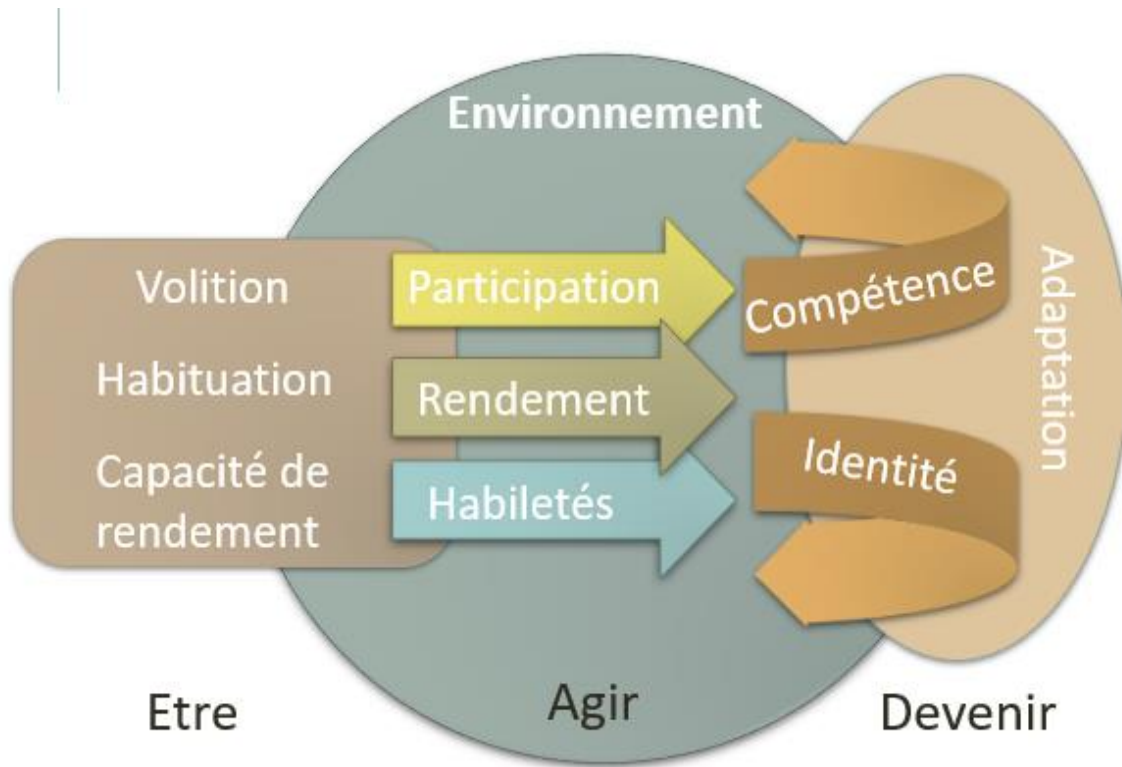 Environnement
Volition
Habituation
Capacité de
rendement
Participation
Rendement
Habiletés
Compétence
Identité
Adaptation
Etre
Agir
Devenir